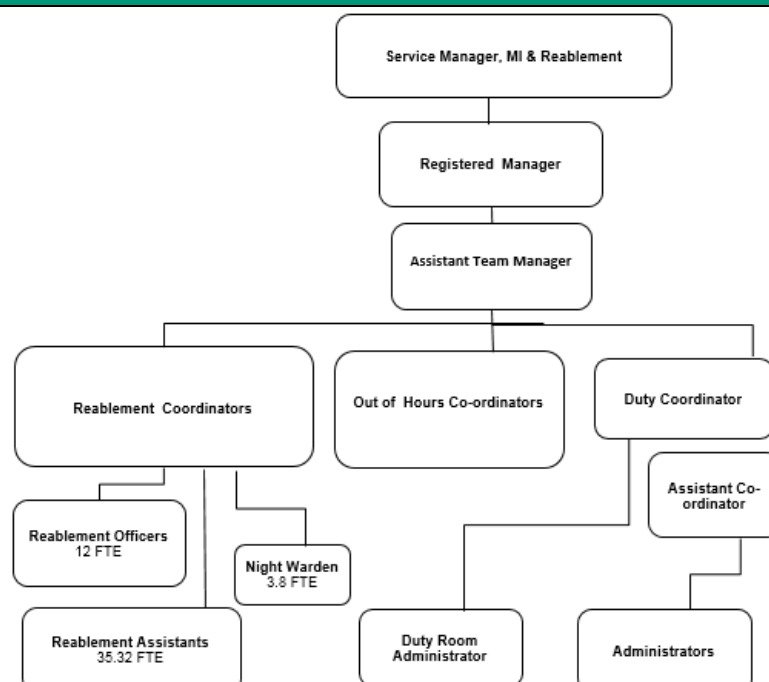 Service Manager, MI & Reablement
Registered Manager
Assistant Team Manager
Reablement Coordinators
Out of Hours Co-ordinators
Duty Coordinator
Assistant Co-
ordinator
Reablement Officers
12 FTE
Night Warden
3.8 FTE
Reablement Assistants
35.32 FTE
Duty Room
Administrator
Administrators